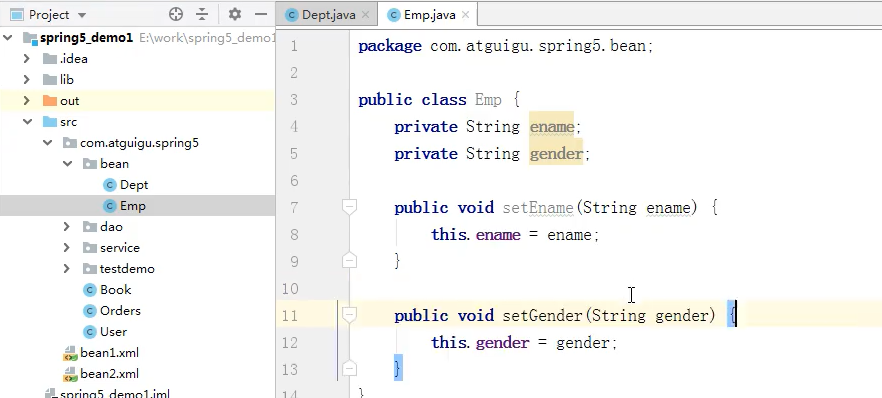 Project
Dept.java
Emp.java
spring5_demo1 E:\work\spring5_demo1
.idea
lib
out
src
com.atguigu.spring5
bean
Dept
Emp
dao
service
testdemo
Book
Orders
User
bean1.xml
bean2.xml
spring5_demo1.iml
1 package com.atguigu.spring5.bean;
2
3 public class Emp {
4 private String ename;
5 private String gender;
6
7 public void setEname(String ename) {
8 this.ename = ename;
9 }
10
11 public void setGender(String gender) {
12 this.gender = gender;
13 }
14 }